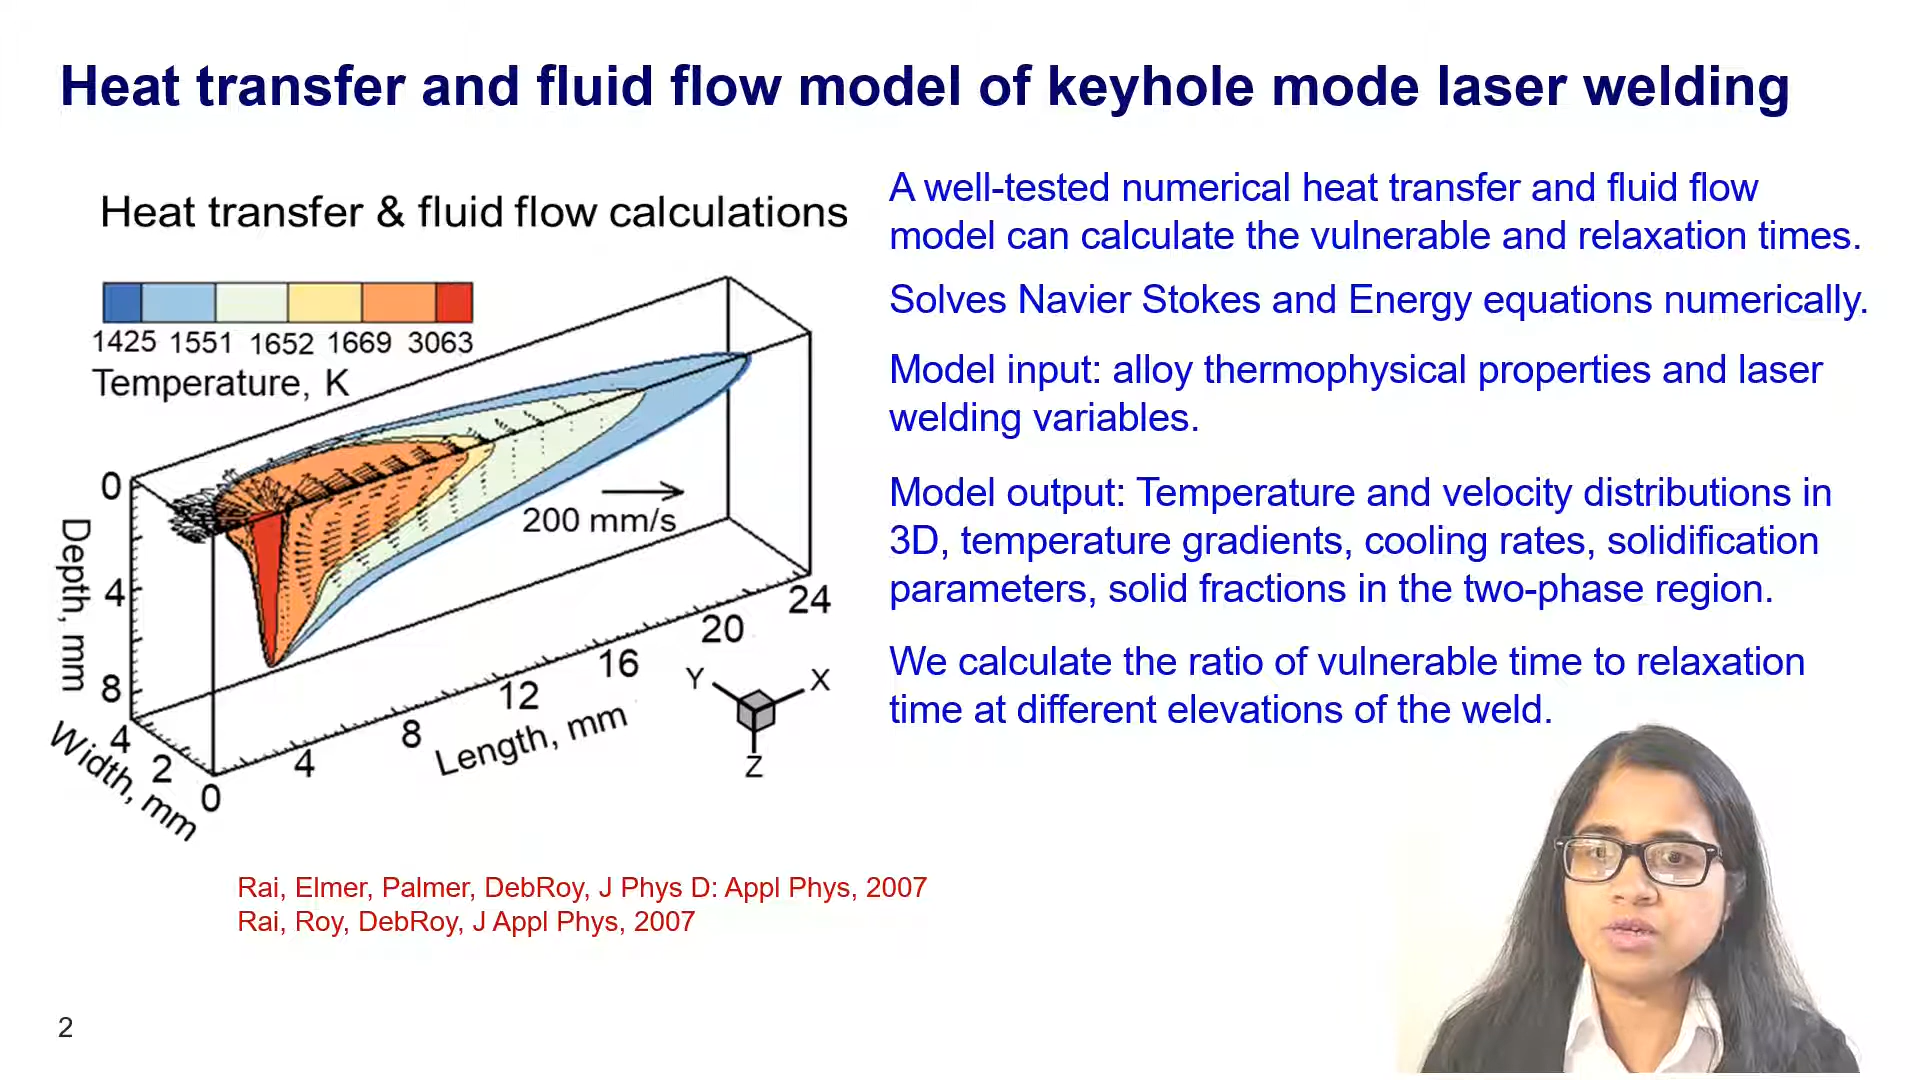 Heat transfer and fluid flow model of keyhole mode laser welding
Heat transfer & fluid flow calculations
1425 1551 1652 1669 3063
Temperature, K
0
4
8
Depth, mm
4
2
0
Width, mm
4
8
12
16
20
24
Length, mm
200 mm/s
Y
X
Z
A well-tested numerical heat transfer and fluid flow
model can calculate the vulnerable and relaxation times.
Solves Navier Stokes and Energy equations numerically.
Model input: alloy thermophysical properties and laser
welding variables.
Model output: Temperature and velocity distributions in
3D, temperature gradients, cooling rates, solidification
parameters, solid fractions in the two-phase region.
We calculate the ratio of vulnerable time to relaxation
time at different elevations of the weld.
Rai, Elmer, Palmer, DebRoy, J Phys D: Appl Phys, 2007
Rai, Roy, DebRoy, J Appl Phys, 2007
2